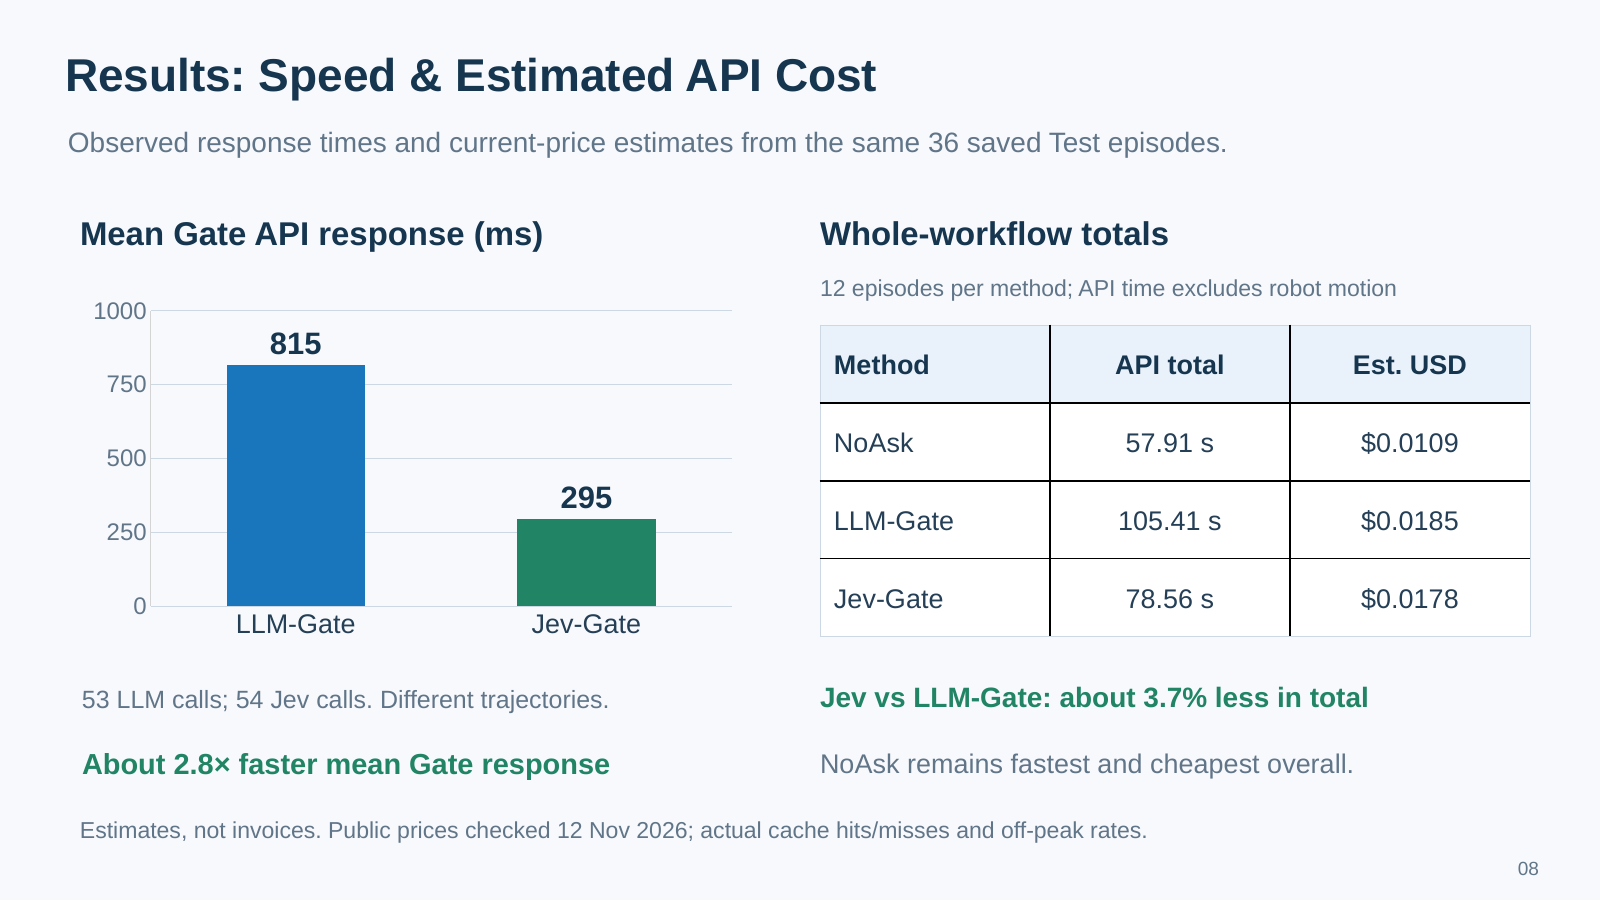 Results: Speed & Estimated API Cost
Observed response times and current-price estimates from the same 36 saved Test episodes.
Mean Gate API response (ms)
1000
750
500
250
0
815
295
LLM-Gate
Jev-Gate
53 LLM calls; 54 Jev calls. Different trajectories.
About 2.8× faster mean Gate response
Whole-workflow totals
12 episodes per method; API time excludes robot motion
Method API total Est. USD
NoAsk 57.91 s $0.0109
LLM-Gate 105.41 s $0.0185
Jev-Gate 78.56 s $0.0178
Jev vs LLM-Gate: about 3.7% less in total
NoAsk remains fastest and cheapest overall.
Estimates, not invoices. Public prices checked 12 Nov 2026; actual cache hits/misses and off-peak rates.
08